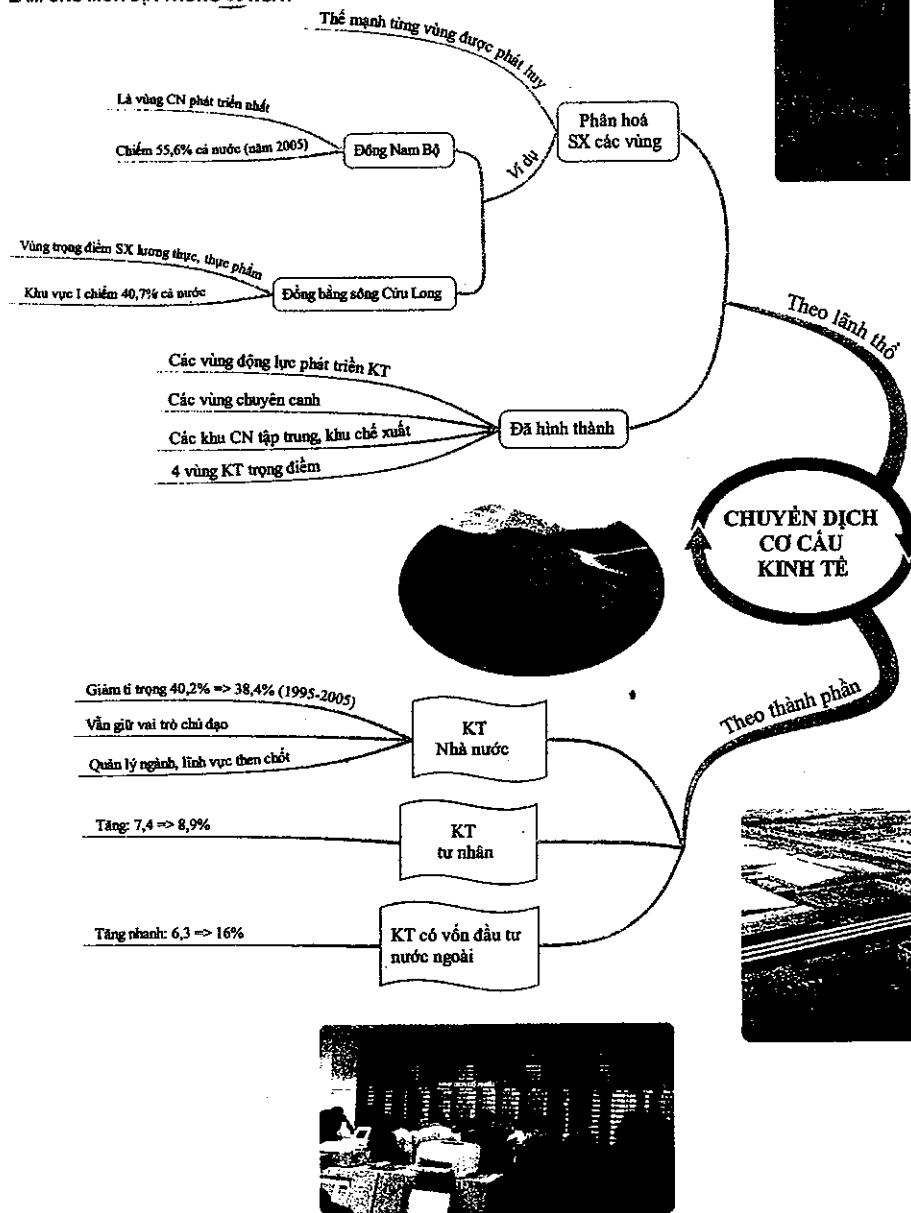 Thế mạnh từng vùng được phát huy
Là vùng CN phát triển nhất
Chiếm 55,6% cả nước (năm 2005)
Đồng Nam Bộ
Ví dụ
Phân hoá
SX các vùng
Vùng trọng điểm SX lương thực, thực phẩm
Khu vực I chiếm 40,7% cả nước
Đồng bằng sông Cửu Long
Theo lãnh thổ
Các vùng động lực phát triển KT
Các vùng chuyên canh
Các khu CN tập trung, khu chế xuất
4 vùng KT trọng điểm
Đã hình thành
CHUYỂN DỊCH
CƠ CẤU
KINH TẾ
Theo thành phần
Giảm tỉ trọng 40,2% => 38,4% (1995-2005)
Vẫn giữ vai trò chủ đạo
Quản lý ngành, lĩnh vực then chốt
KT
Nhà nước
Tăng: 7,4 => 8,9%
KT
tư nhân
Tăng nhanh: 6,3 => 16%
KT có vốn đầu tư
nước ngoài